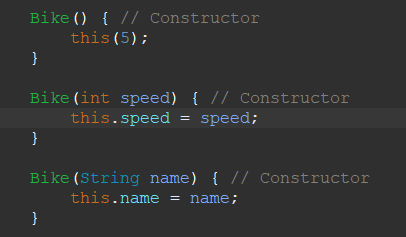 Bike() { // Constructor
    this(5);
}
Bike(int speed) { // Constructor
    this.speed = speed;
}
Bike(String name) { // Constructor
    this.name = name;
}